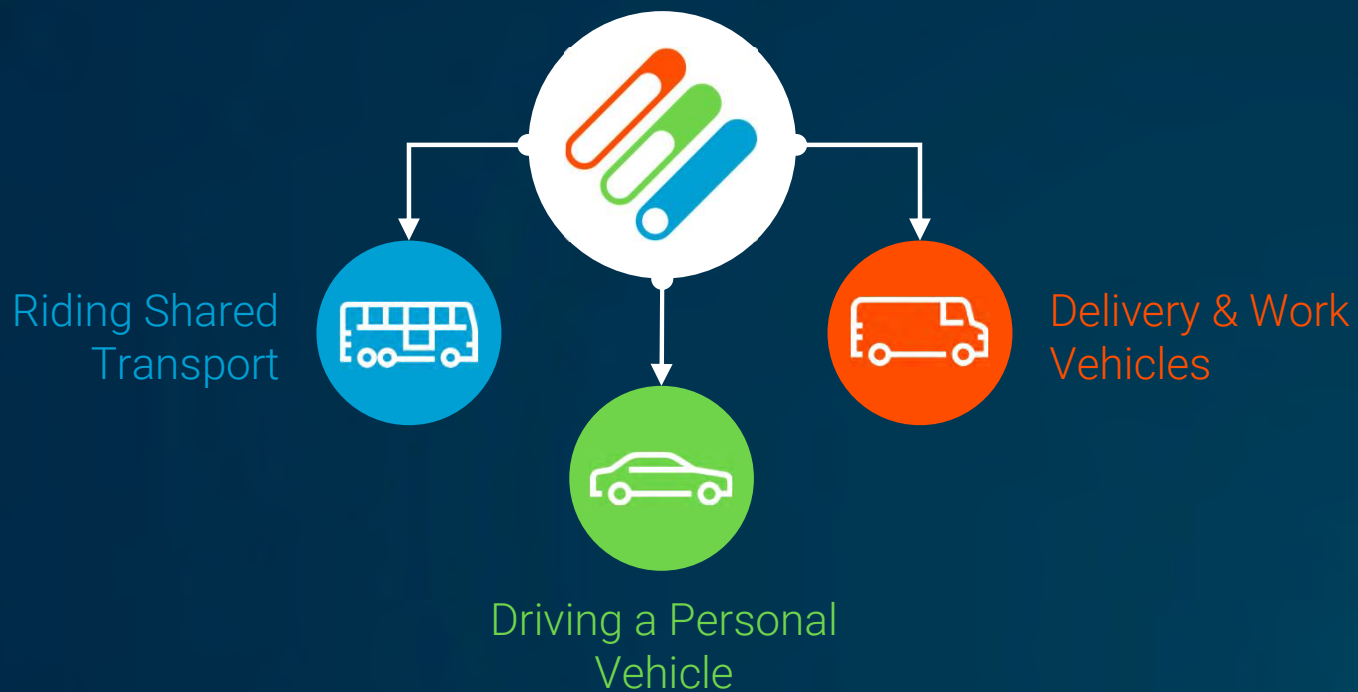 Riding Shared
Transport
Delivery & Work
Vehicles
Driving a Personal
Vehicle